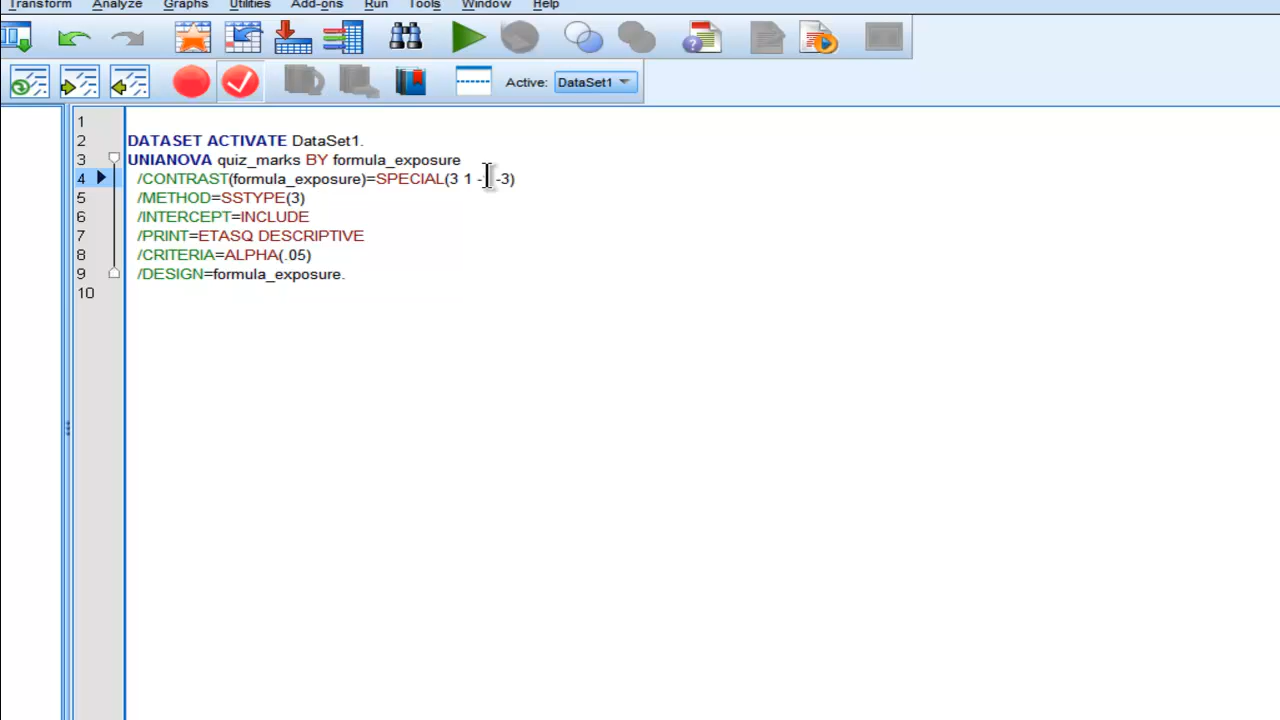 Transform Analyze Graphs Utilities Add-ons Run Tools Window Help
Active: DataSet1
1
2 DATASET ACTIVATE DataSet1.
3 UNIANOVA quiz_marks BY formula_exposure
4 /CONTRAST(formula_exposure)=SPECIAL(3 1 - -3)
5 /METHOD=SSTYPE(3)
6 /INTERCEPT=INCLUDE
7 /PRINT=ETASQ DESCRIPTIVE
8 /CRITERIA=ALPHA(.05)
9 /DESIGN=formula_exposure.
10